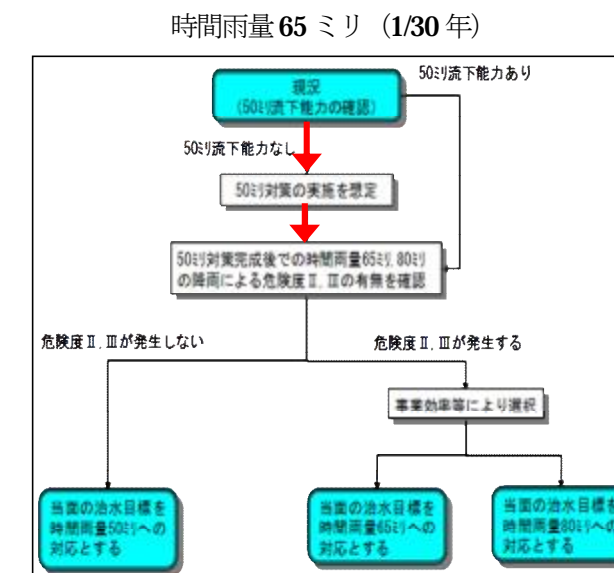 時間雨量 65 ミリ (1/30 年)
50ミリ流下能力あり
現況
(50ミリ流下能力の確認)
50ミリ流下能力なし
50ミリ対策の実施を想定
50ミリ対策完成後での時間雨量65ミリ,80ミリ
の降雨による危険度Ⅱ,Ⅲの有無を確認
危険度Ⅱ,Ⅲが発生しない
危険度Ⅱ,Ⅲが発生する
事業効率等により選択
当面の治水目標を
時間雨量50ミリへの
対応とする
当面の治水目標を
時間雨量65ミリへの
対応とする
当面の治水目標を
時間雨量80ミリへの
対応とする